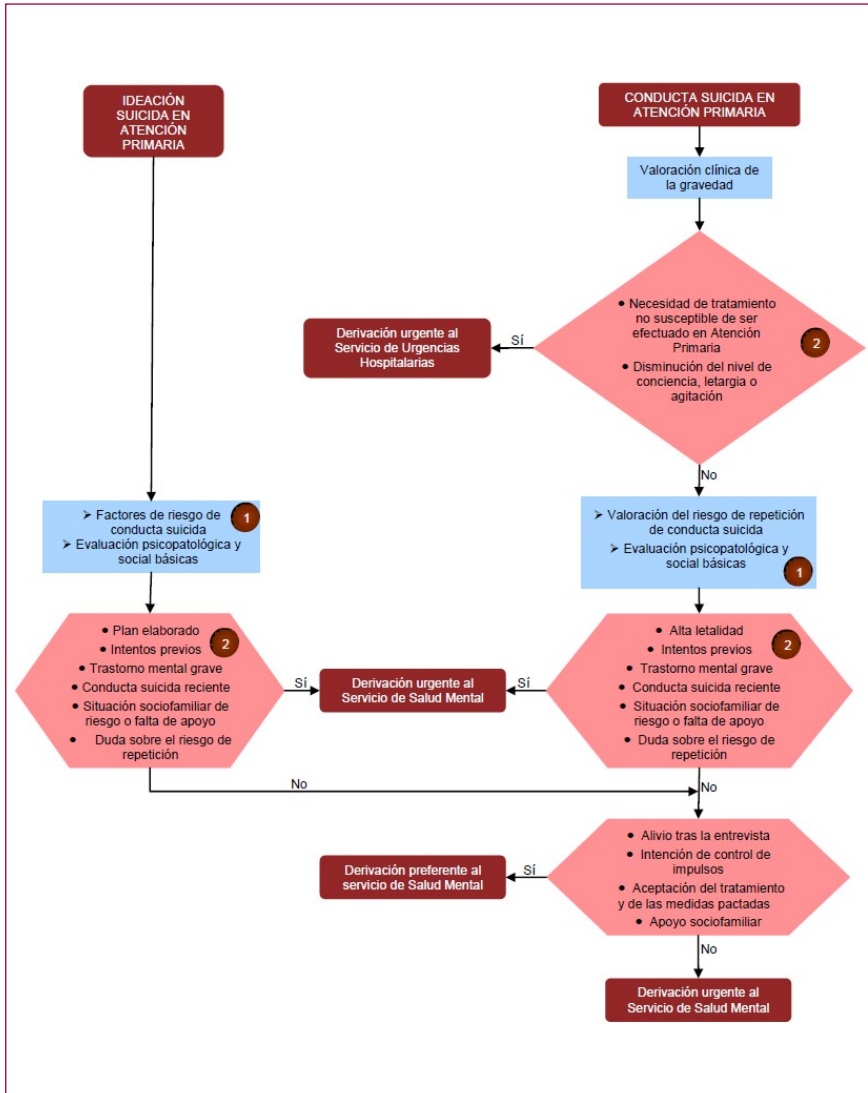 IDEACIÓN
SUICIDA EN
ATENCIÓN
PRIMARIA
CONDUCTA SUICIDA EN
ATENCIÓN PRIMARIA
Valoración clínica de
la gravedad
● Necesidad de tratamiento
no susceptible de ser
efectuado en Atención
Primaria
● Disminución del nivel de
conciencia, letargia o
agitación
2
Sí
Derivación urgente al
Servicio de Urgencias
Hospitalarias
No
➢ Factores de riesgo de
conducta suicida
➢ Evaluación psicopatológica y
social básicas
1
➢ Valoración del riesgo de repetición
de conducta suicida
➢ Evaluación psicopatológica y
social básicas
1
● Plan elaborado
● Intentos previos
● Trastorno mental grave
● Conducta suicida reciente
● Situación sociofamiliar de
riesgo o falta de apoyo
● Duda sobre el riesgo de
repetición
2
Sí
Derivación urgente al
Servicio de Salud Mental
Sí
● Alta letalidad
● Intentos previos
● Trastorno mental grave
● Conducta suicida reciente
● Situación sociofamiliar de
riesgo o falta de apoyo
● Duda sobre el riesgo de
repetición
2
No
No
● Alivio tras la entrevista
● Intención de control de
impulsos
● Aceptación del tratamiento
y de las medidas pactadas
● Apoyo sociofamiliar
Sí
Derivación preferente al
servicio de Salud Mental
No
Derivación urgente al
Servicio de Salud Mental